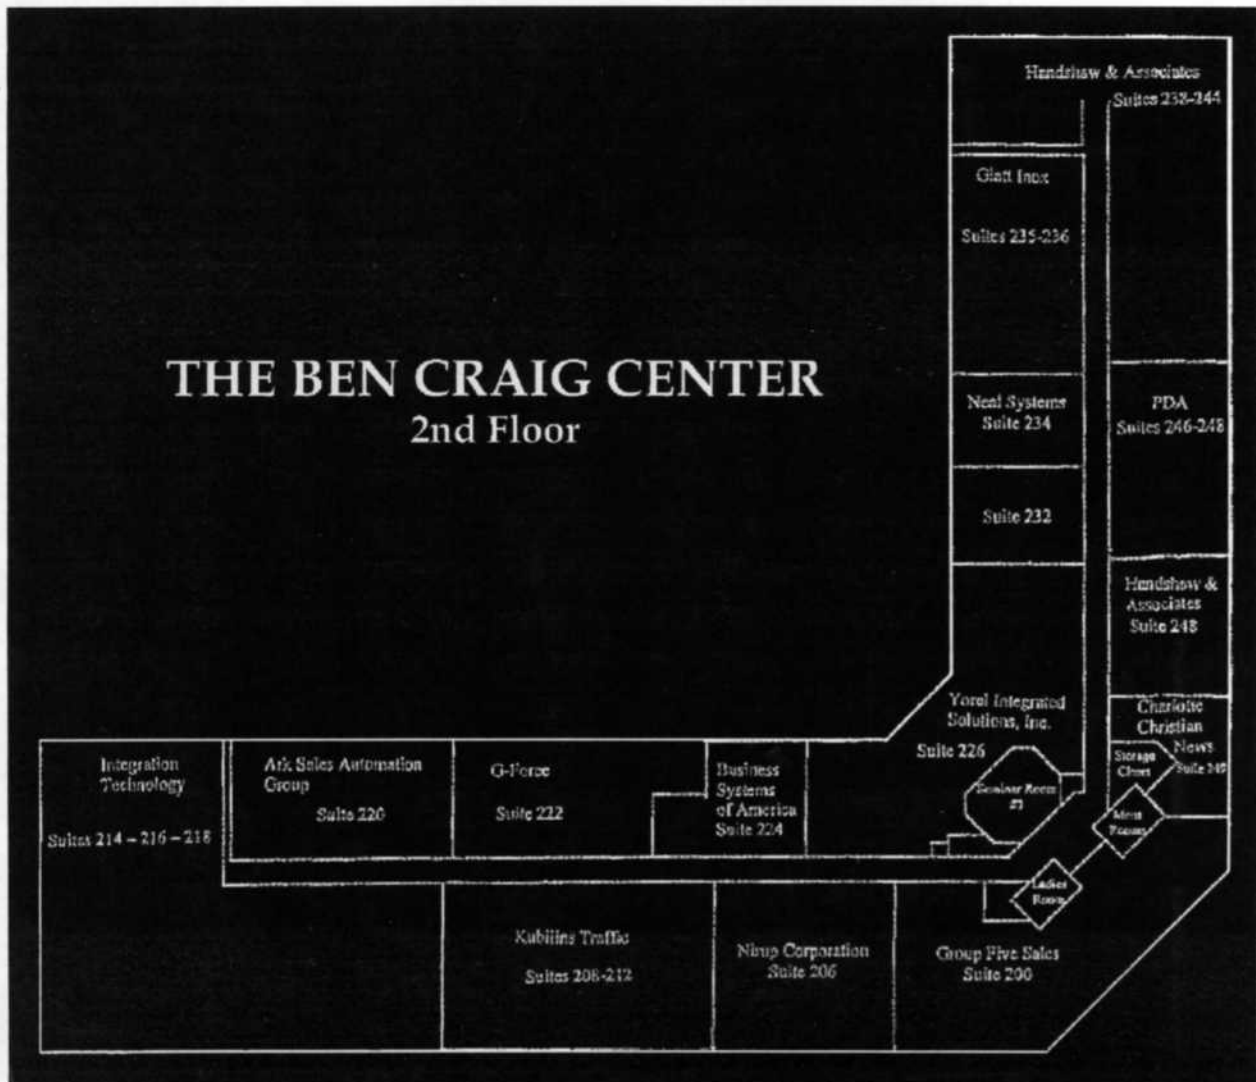 Handshaw & Associates
Suites 238-244
Glatt Inox
Suites 235-236
THE BEN CRAIG CENTER
2nd Floor
Neal Systems
Suite 234
PDA
Suites 246-248
Suite 232
Handshaw &
Associates
Suite 248
Yorel Integrated
Solutions, Inc.
Suite 226
Charlotte
Christian
News
Suite 249
Storage
Closet
Integration
Technology
Suites 214 – 216 – 218
Ark Sales Automation
Group
Suite 220
G-Force
Suite 222
Business
Systems
of America
Suite 224
Seminar Room
Mens
Room
Ladies
Room
Kubilins Traffic
Suites 208-212
Nirup Corporation
Suite 206
Group Five Sales
Suite 200